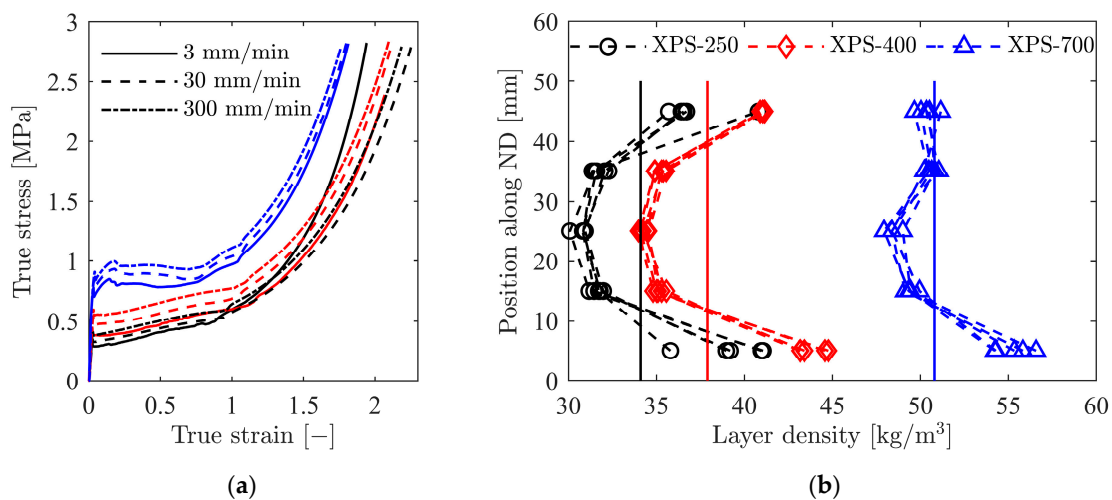 3
2.5
2
1.5
1
0.5
0
True stress [MPa]
3 mm/min
30 mm/min
300 mm/min
0 0.5 1 1.5 2
True strain [−]
(a)
60
50
40
30
20
10
0
Position along ND [mm]
XPS-250 XPS-400 XPS-700
30 35 40 45 50 55 60
Layer density [kg/m³]
(b)